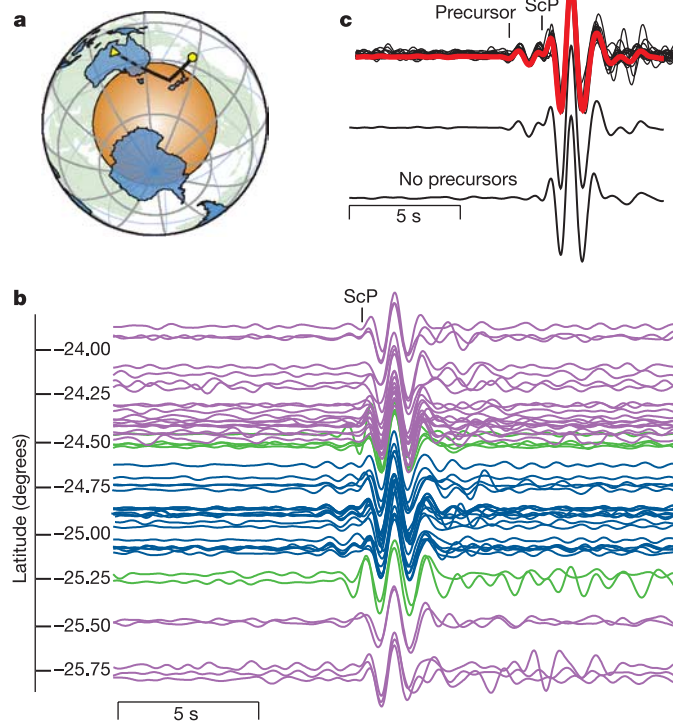 a
c
Precursor
ScP
No precursors
5 s
b
ScP
Latitude (degrees)
−24.00
−24.25
−24.50
−24.75
−25.00
−25.25
−25.50
−25.75
5 s